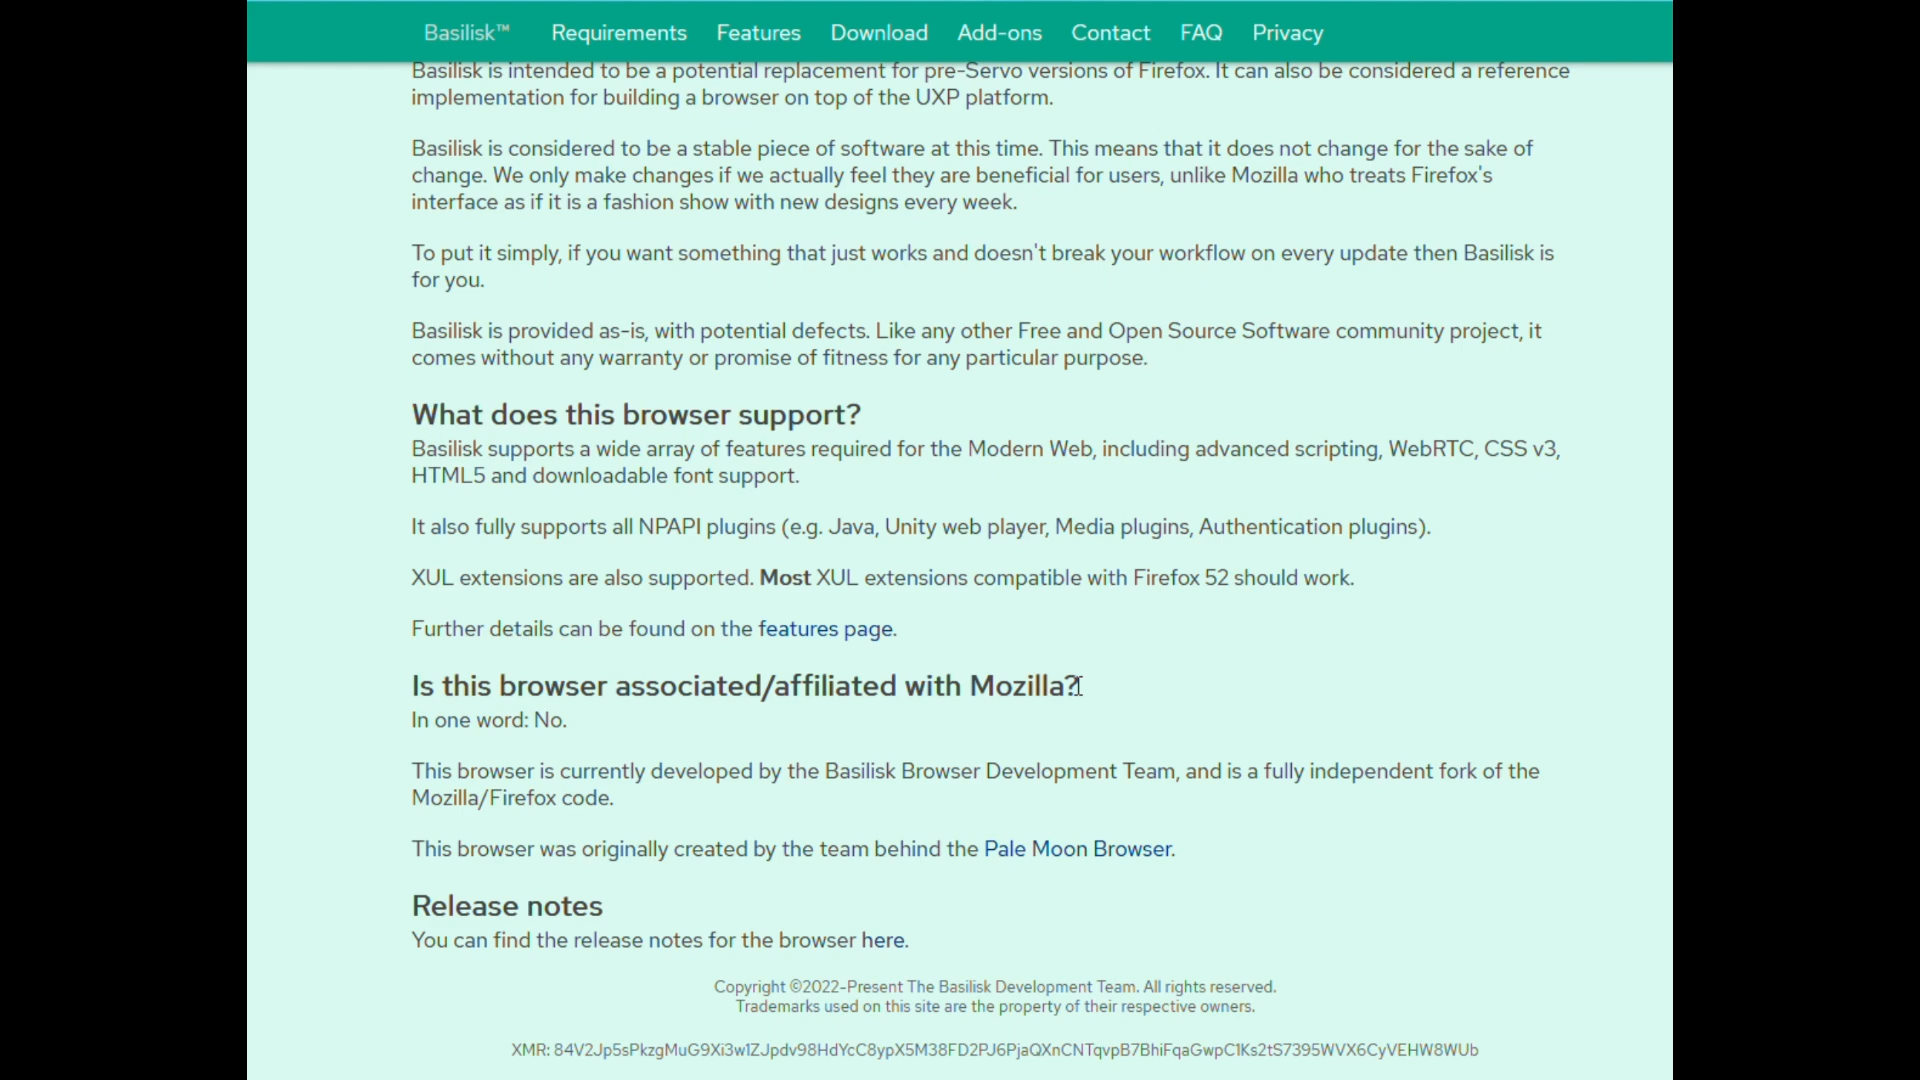 Basilisk™ Requirements Features Download Add-ons Contact FAQ Privacy
Basilisk is intended to be a potential replacement for pre-Servo versions of Firefox. It can also be considered a reference
implementation for building a browser on top of the UXP platform.
Basilisk is considered to be a stable piece of software at this time. This means that it does not change for the sake of
change. We only make changes if we actually feel they are beneficial for users, unlike Mozilla who treats Firefox's
interface as if it is a fashion show with new designs every week.
To put it simply, if you want something that just works and doesn't break your workflow on every update then Basilisk is
for you.
Basilisk is provided as-is, with potential defects. Like any other Free and Open Source Software community project, it
comes without any warranty or promise of fitness for any particular purpose.
What does this browser support?
Basilisk supports a wide array of features required for the Modern Web, including advanced scripting, WebRTC, CSS v3,
HTML5 and downloadable font support.
It also fully supports all NPAPI plugins (e.g. Java, Unity web player, Media plugins, Authentication plugins).
XUL extensions are also supported. Most XUL extensions compatible with Firefox 52 should work.
Further details can be found on the features page.
Is this browser associated/affiliated with Mozilla?
In one word: No.
This browser is currently developed by the Basilisk Browser Development Team, and is a fully independent fork of the
Mozilla/Firefox code.
This browser was originally created by the team behind the Pale Moon Browser.
Release notes
You can find the release notes for the browser here.
Copyright ©2022-Present The Basilisk Development Team. All rights reserved.
Trademarks used on this site are the property of their respective owners.
XMR: 84V2Jp5sPkzgMuG9Xi3w1ZJpdv98HdYcC8ypX5M38FD2PJ6PjaQXnCNTqvpB7BhiFqaGwpC1Ks2tS7395WVX6CyVEHW8WUb